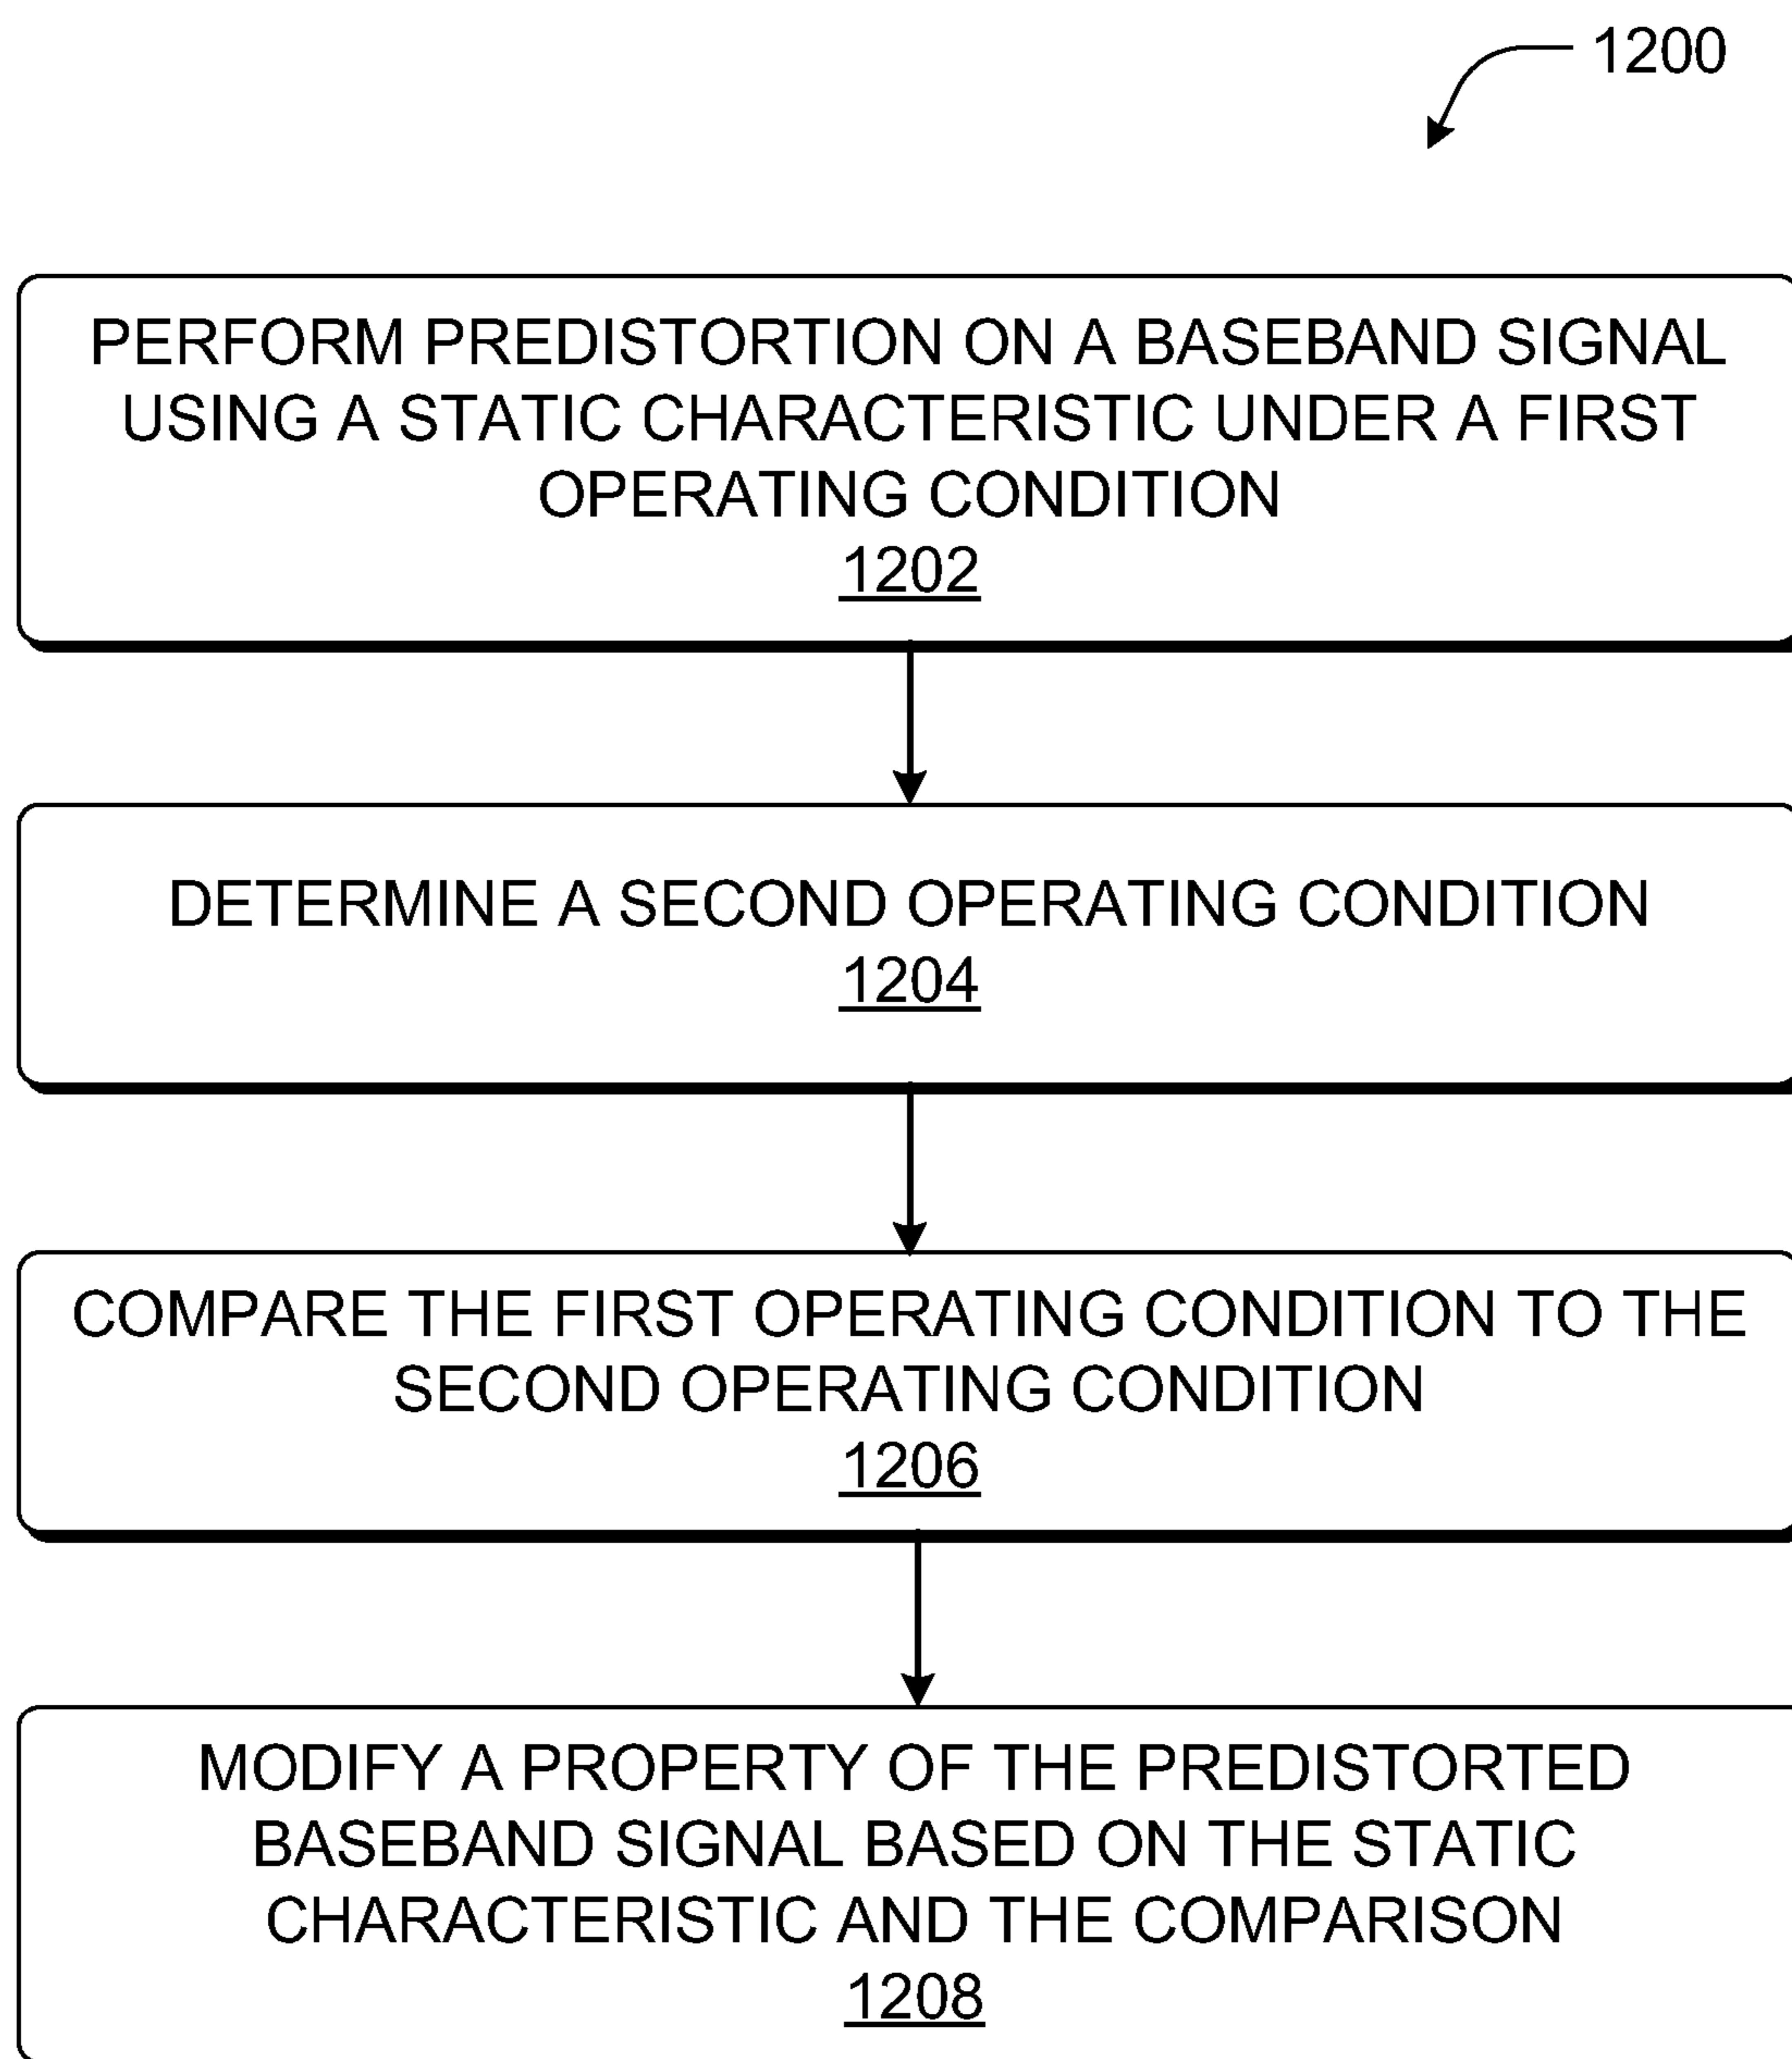 1200
PERFORM PREDISTORTION ON A BASEBAND SIGNAL
USING A STATIC CHARACTERISTIC UNDER A FIRST
OPERATING CONDITION
1202
DETERMINE A SECOND OPERATING CONDITION
1204
COMPARE THE FIRST OPERATING CONDITION TO THE
SECOND OPERATING CONDITION
1206
MODIFY A PROPERTY OF THE PREDISTORTED
BASEBAND SIGNAL BASED ON THE STATIC
CHARACTERISTIC AND THE COMPARISON
1208